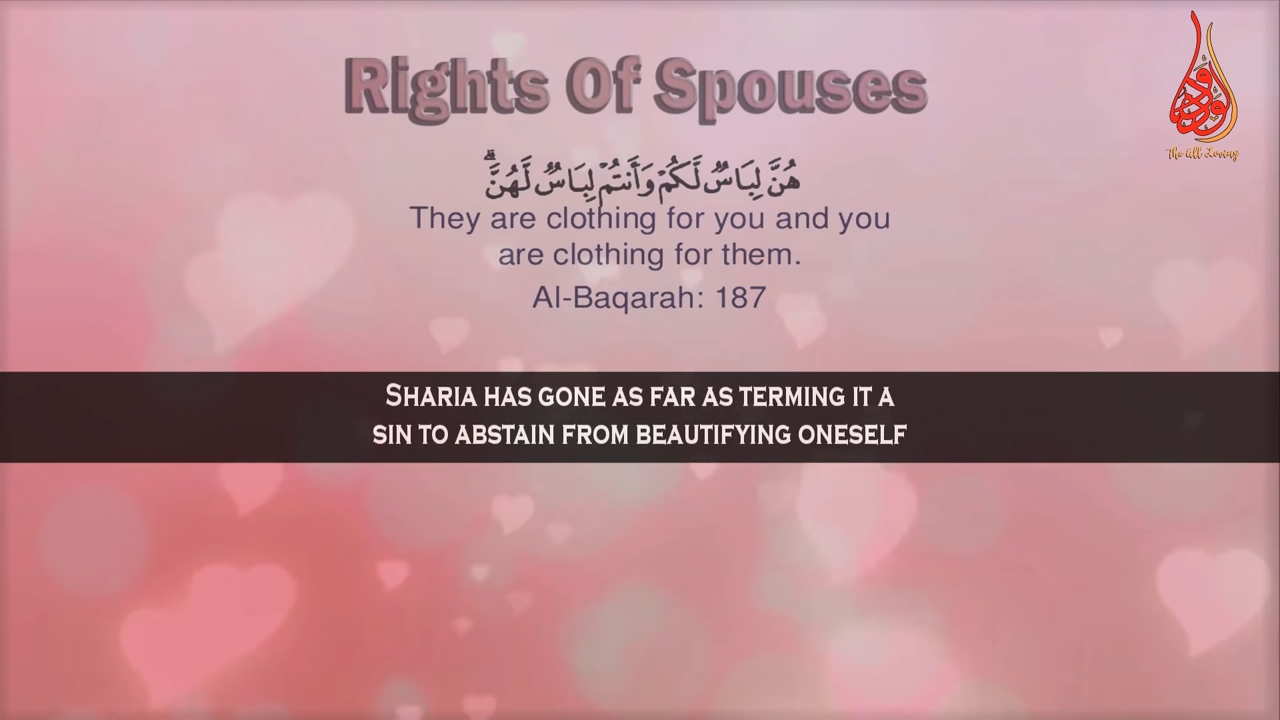 Rights Of Spouses
هُنَّ لِبَاسٌ لَّكُمْ وَأَنتُمْ لِبَاسٌ لَّهُنَّ ۗ
They are clothing for you and you
are clothing for them.
Al-Baqarah: 187
SHARIA HAS GONE AS FAR AS TERMING IT A
SIN TO ABSTAIN FROM BEAUTIFYING ONESELF
الودود
The All Loving